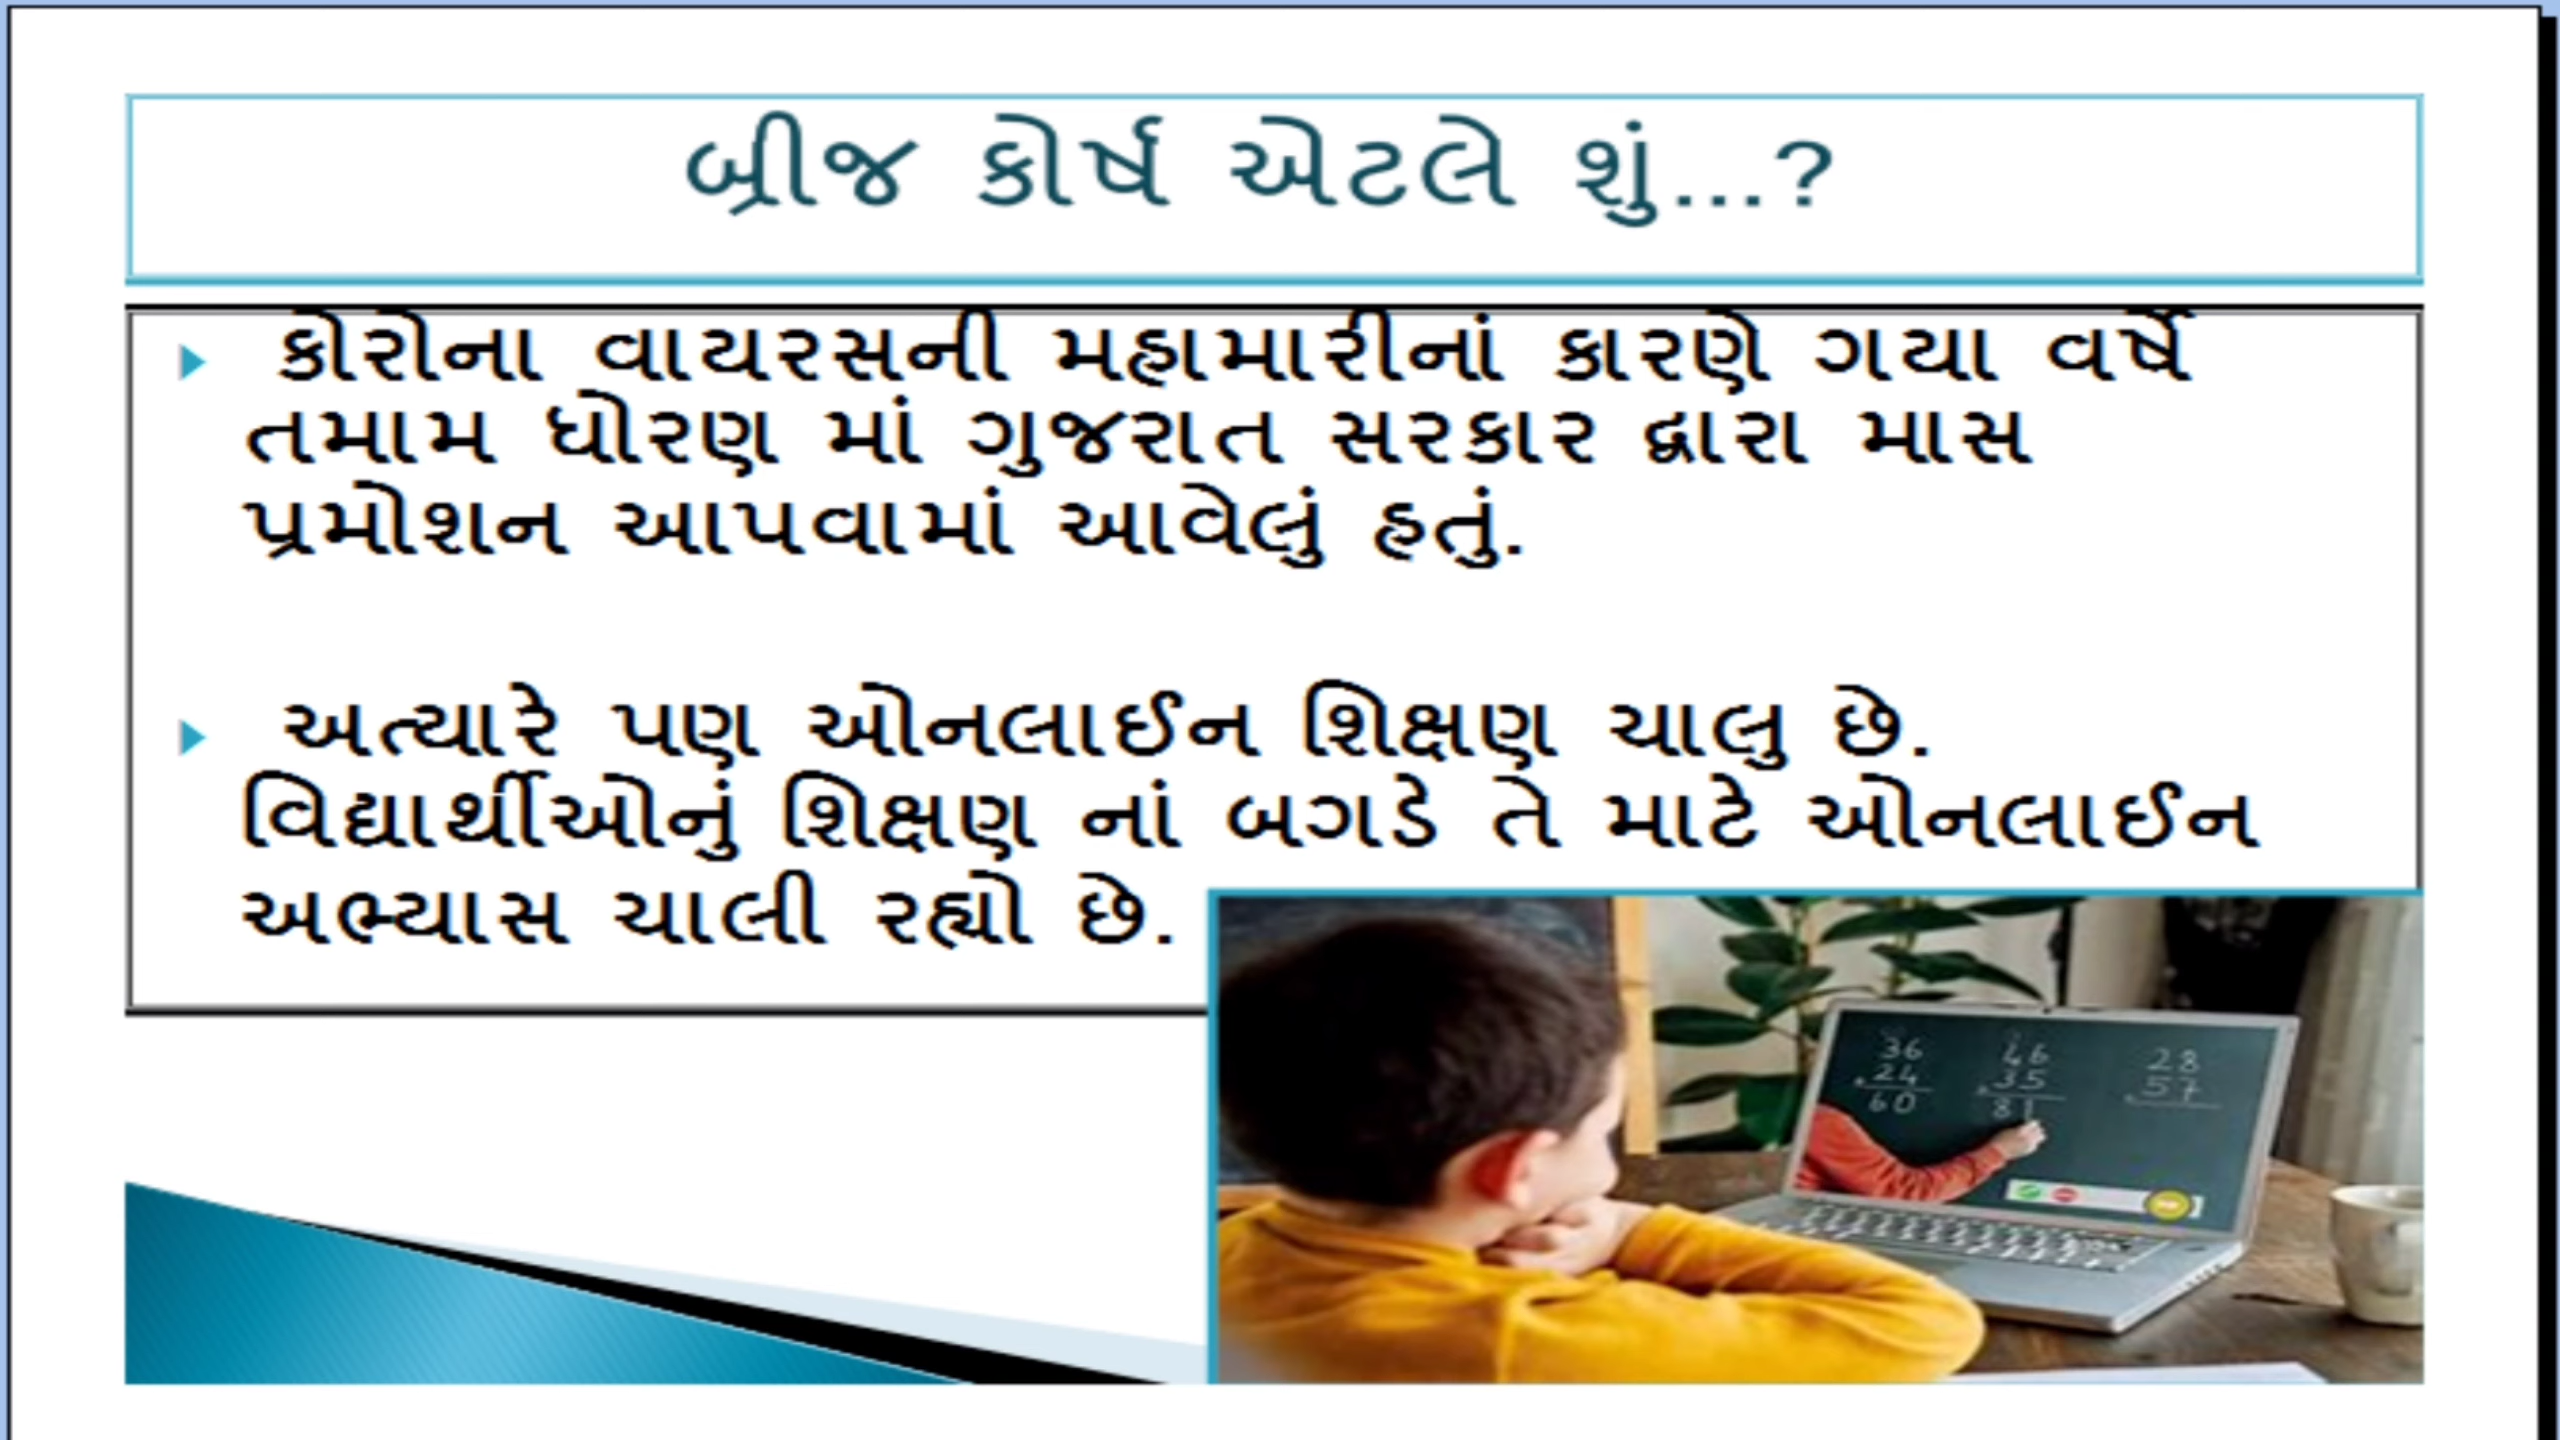 બ્રીજ કોર્ષ એટલે શું...?
કોરોના વાયરસની મહામારીનાં કારણે ગયા વર્ષે
તમામ ધોરણ માં ગુજરાત સરકાર દ્વારા માસ
પ્રમોશન આપવામાં આવેલું હતું.
અત્યારે પણ ઓનલાઈન શિક્ષણ ચાલુ છે.
વિદ્યાર્થીઓનું શિક્ષણ નાં બગડે તે માટે ઓનલાઈન
અભ્યાસ ચાલી રહ્યો છે.
36 46 28
24 35 57
60 81